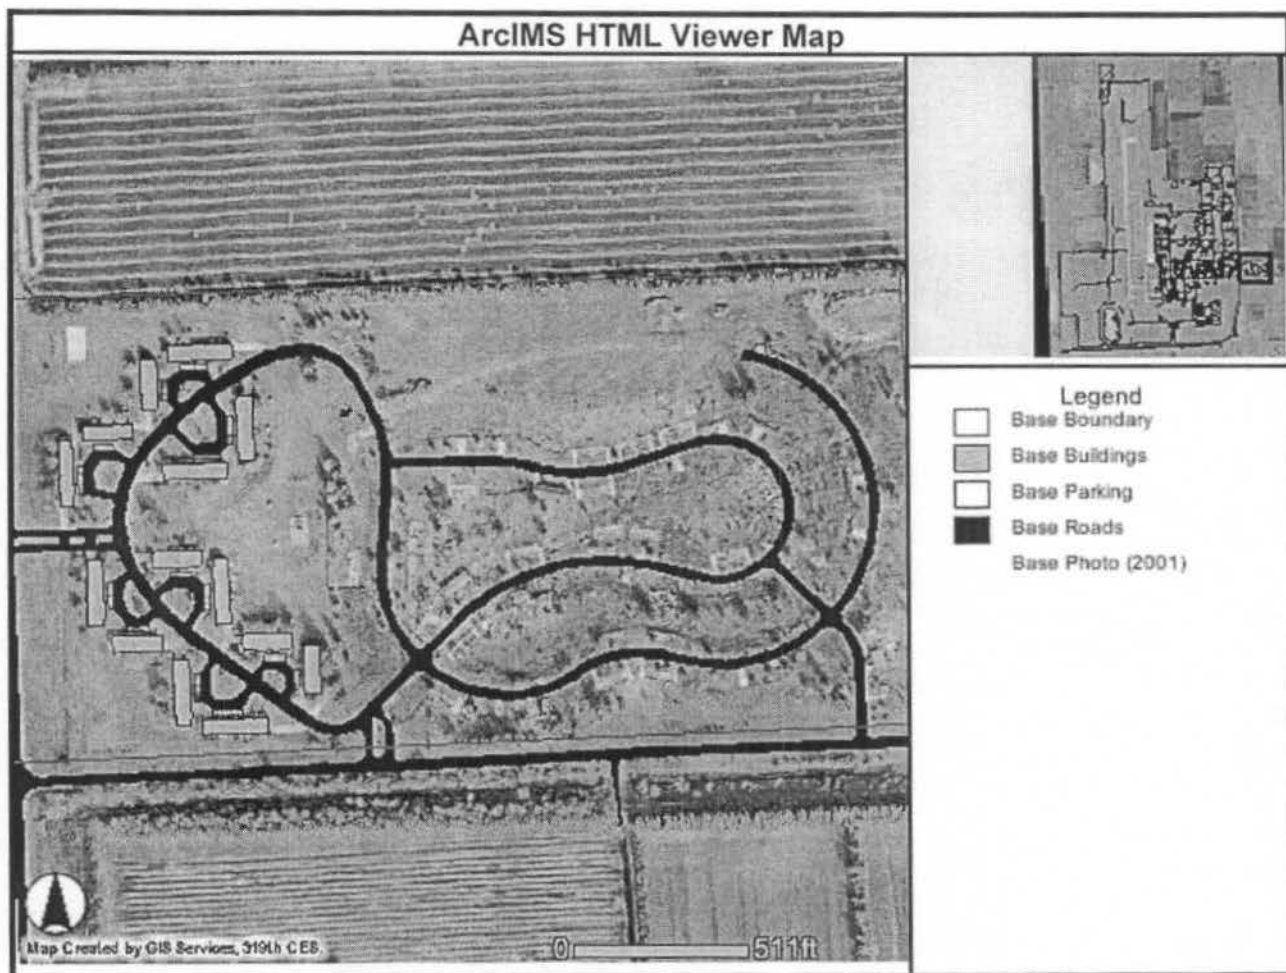 ArcIMS HTML Viewer Map
Legend
Base Boundary
Base Buildings
Base Parking
Base Roads
Base Photo (2001)
Map Created by GIS Services, 319th CES.
0 511ft